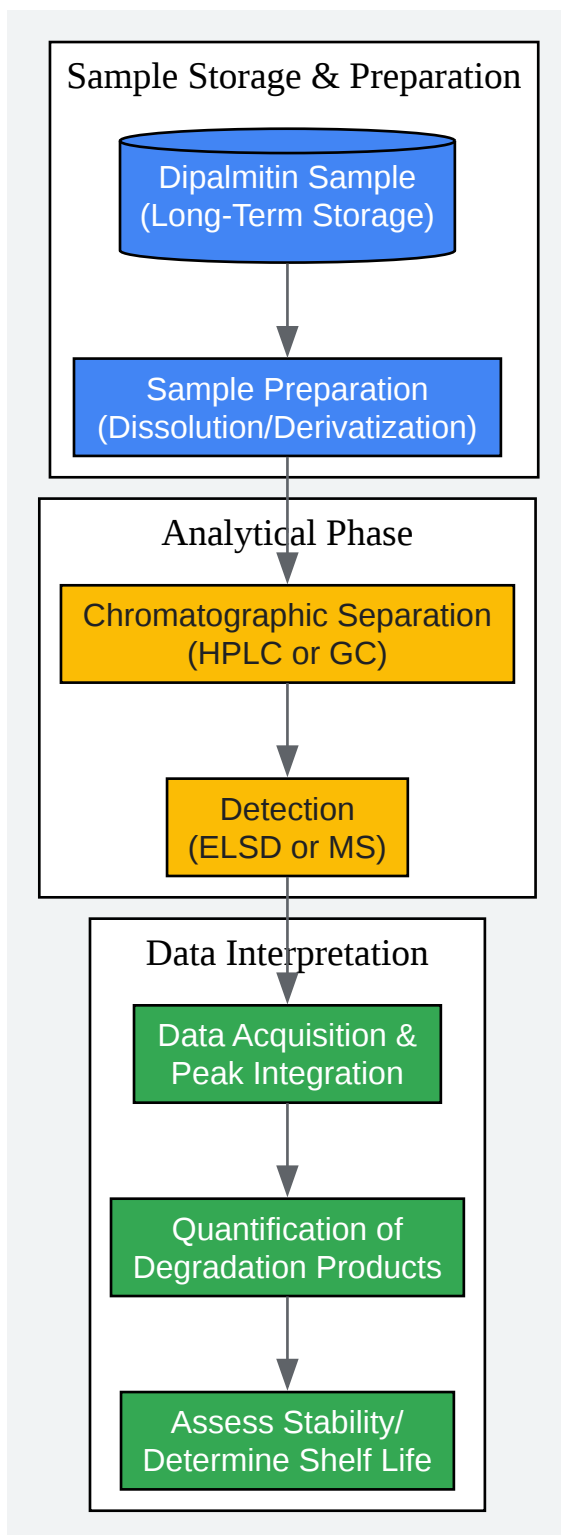 Sample Storage & Preparation
Dipalmitin Sample
(Long-Term Storage)
Sample Preparation
(Dissolution/Derivatization)
Analytical Phase
Chromatographic Separation
(HPLC or GC)
Detection
(ELSD or MS)
Data Interpretation
Data Acquisition &
Peak Integration
Quantification of
Degradation Products
Assess Stability/
Determine Shelf Life